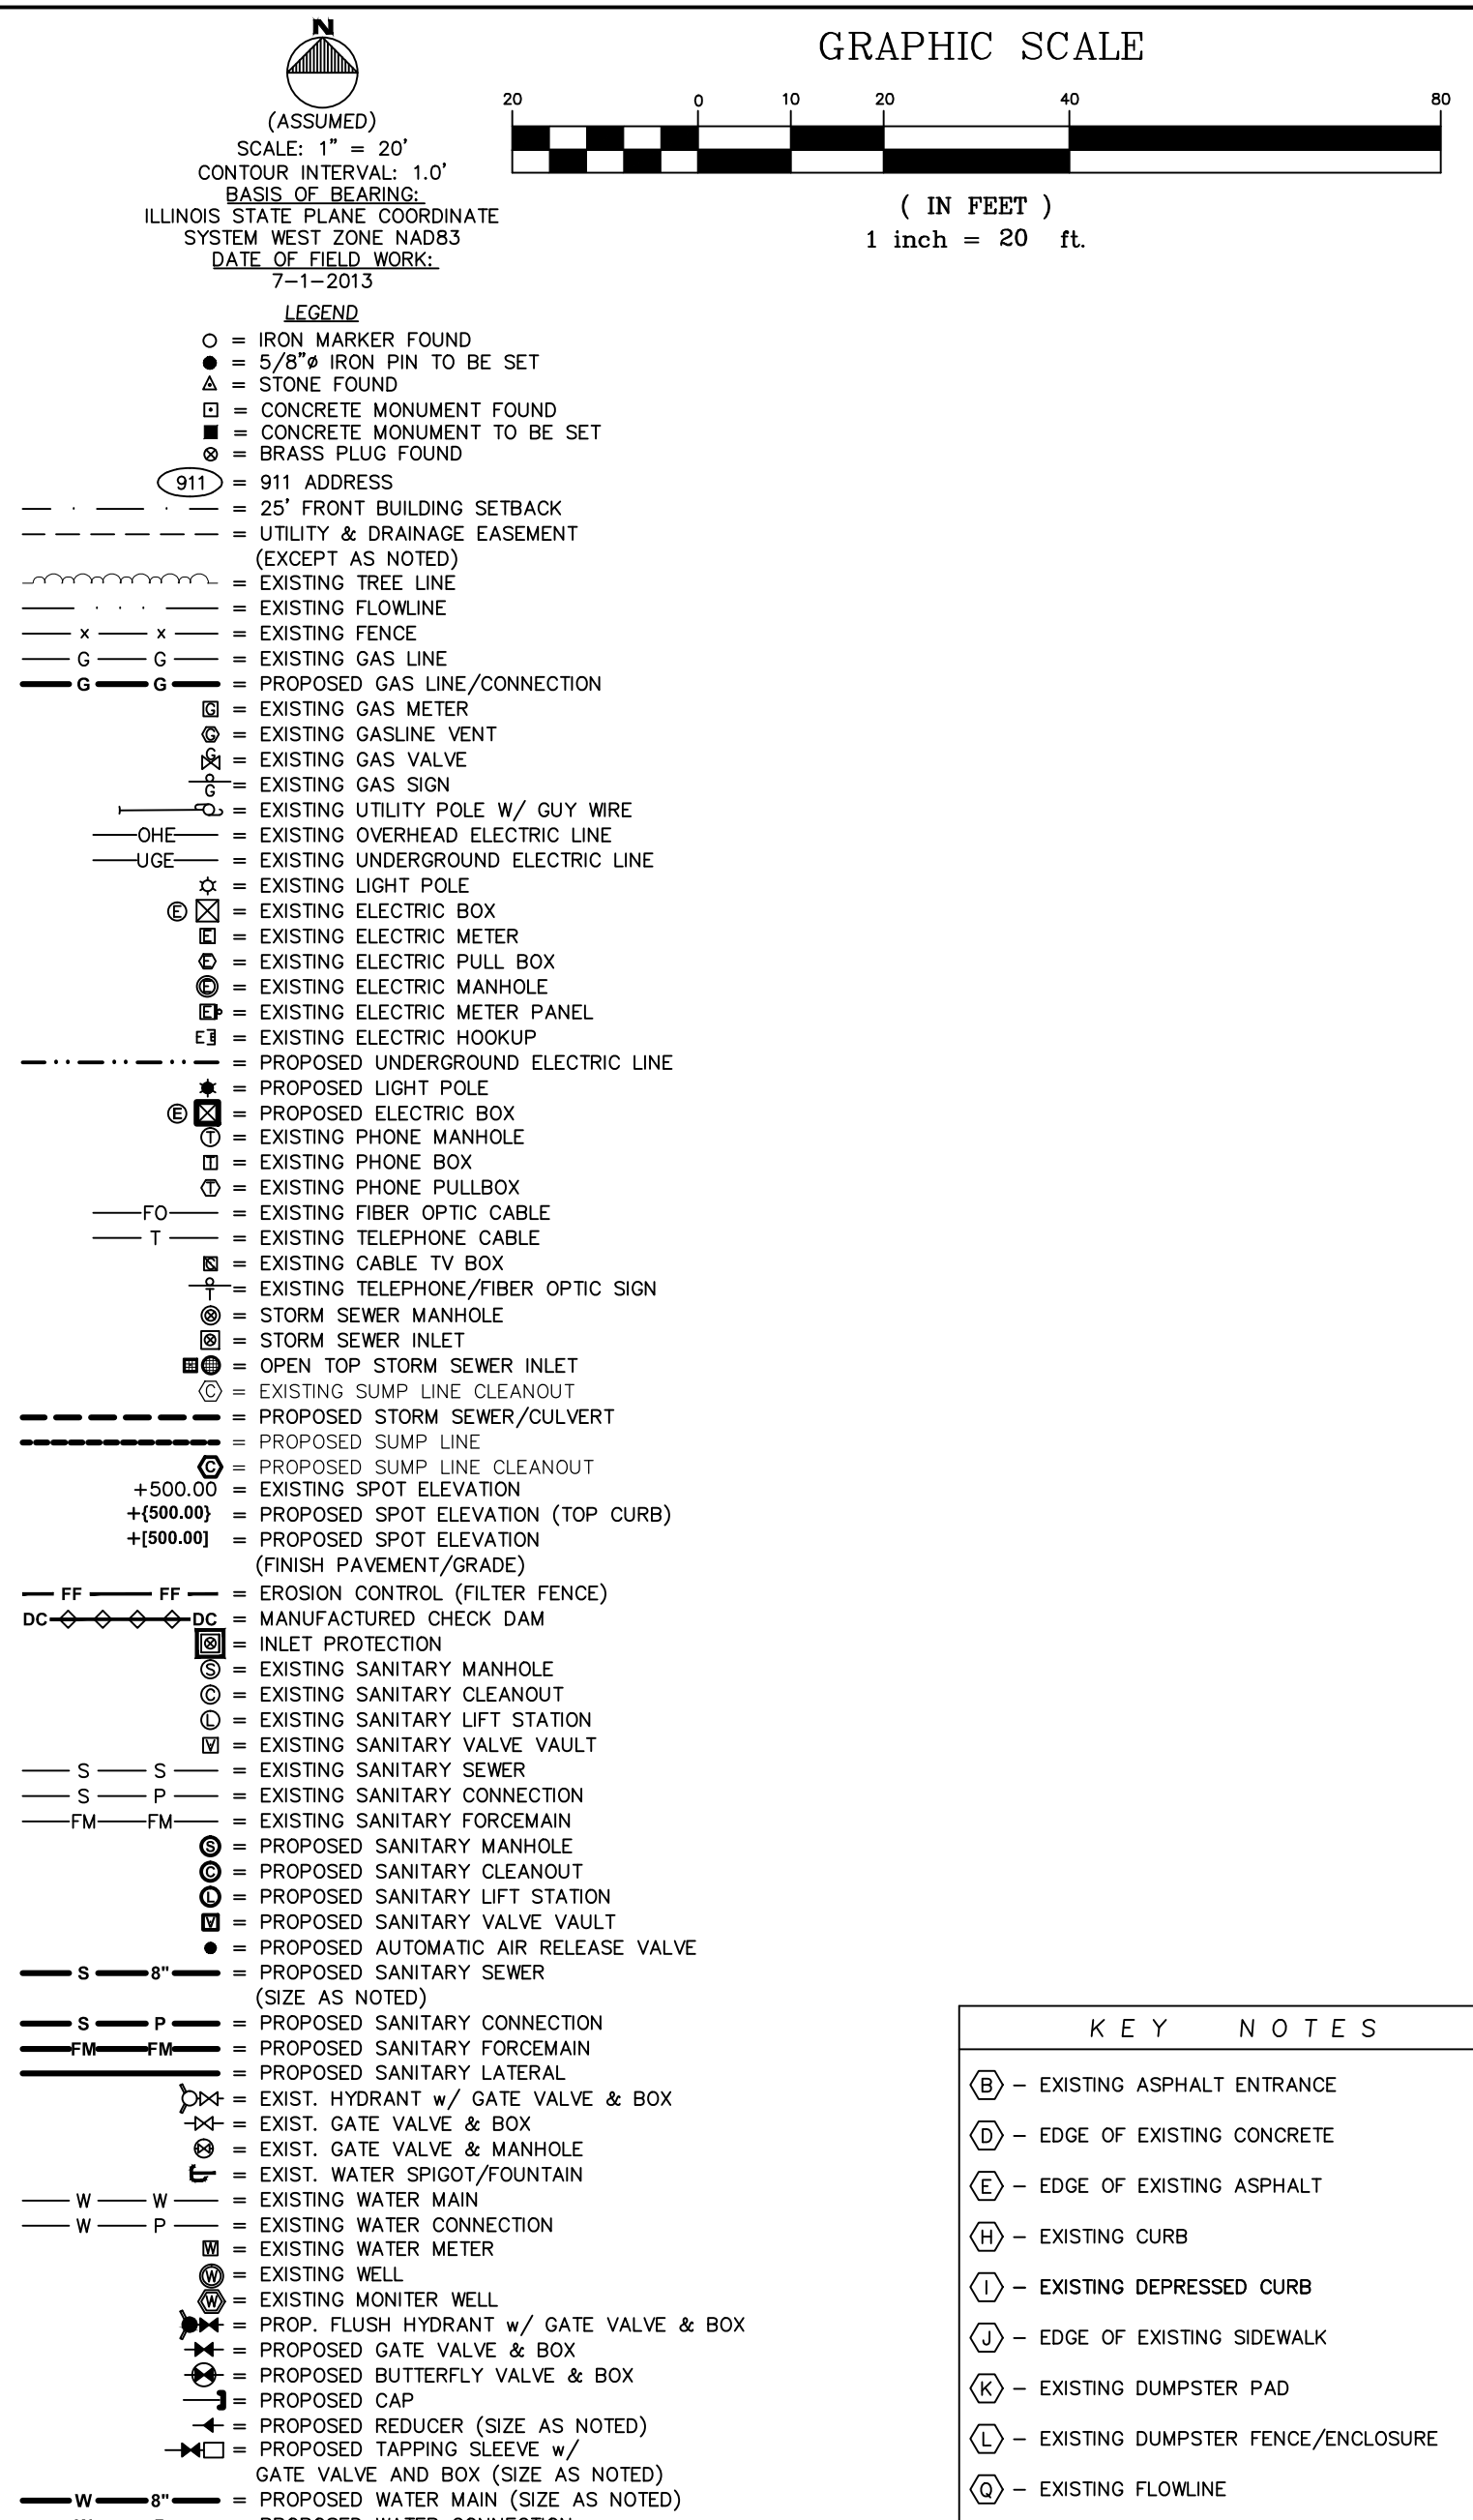 N
(ASSUMED)
SCALE: 1" = 20'
CONTOUR INTERVAL: 1.0'
BASIS OF BEARING:
ILLINOIS STATE PLANE COORDINATE
SYSTEM WEST ZONE NAD83
DATE OF FIELD WORK:
7-1-2013
GRAPHIC SCALE
20 0 10 20 40 80
( IN FEET )
1 inch = 20 ft.
LEGEND
= IRON MARKER FOUND
= 5/8"ø IRON PIN TO BE SET
= STONE FOUND
= CONCRETE MONUMENT FOUND
= CONCRETE MONUMENT TO BE SET
= BRASS PLUG FOUND
911 = 911 ADDRESS
= 25' FRONT BUILDING SETBACK
= UTILITY & DRAINAGE EASEMENT
(EXCEPT AS NOTED)
= EXISTING TREE LINE
= EXISTING FLOWLINE
x x = EXISTING FENCE
G G = EXISTING GAS LINE
G G = PROPOSED GAS LINE/CONNECTION
G = EXISTING GAS METER
G = EXISTING GASLINE VENT
G = EXISTING GAS VALVE
G = EXISTING GAS SIGN
= EXISTING UTILITY POLE W/ GUY WIRE
OHE = EXISTING OVERHEAD ELECTRIC LINE
UGE = EXISTING UNDERGROUND ELECTRIC LINE
= EXISTING LIGHT POLE
E = EXISTING ELECTRIC BOX
E = EXISTING ELECTRIC METER
E = EXISTING ELECTRIC PULL BOX
E = EXISTING ELECTRIC MANHOLE
E = EXISTING ELECTRIC METER PANEL
E = EXISTING ELECTRIC HOOKUP
= PROPOSED UNDERGROUND ELECTRIC LINE
= PROPOSED LIGHT POLE
E = PROPOSED ELECTRIC BOX
T = EXISTING PHONE MANHOLE
T = EXISTING PHONE BOX
T = EXISTING PHONE PULLBOX
FO = EXISTING FIBER OPTIC CABLE
T = EXISTING TELEPHONE CABLE
= EXISTING CABLE TV BOX
T = EXISTING TELEPHONE/FIBER OPTIC SIGN
= STORM SEWER MANHOLE
= STORM SEWER INLET
= OPEN TOP STORM SEWER INLET
C = EXISTING SUMP LINE CLEANOUT
= PROPOSED STORM SEWER/CULVERT
= PROPOSED SUMP LINE
C = PROPOSED SUMP LINE CLEANOUT
+500.00 = EXISTING SPOT ELEVATION
+{500.00} = PROPOSED SPOT ELEVATION (TOP CURB)
+[500.00] = PROPOSED SPOT ELEVATION
(FINISH PAVEMENT/GRADE)
FF FF = EROSION CONTROL (FILTER FENCE)
DC DC = MANUFACTURED CHECK DAM
= INLET PROTECTION
S = EXISTING SANITARY MANHOLE
C = EXISTING SANITARY CLEANOUT
L = EXISTING SANITARY LIFT STATION
V = EXISTING SANITARY VALVE VAULT
S S = EXISTING SANITARY SEWER
S P = EXISTING SANITARY CONNECTION
FM FM = EXISTING SANITARY FORCEMAIN
S = PROPOSED SANITARY MANHOLE
C = PROPOSED SANITARY CLEANOUT
L = PROPOSED SANITARY LIFT STATION
V = PROPOSED SANITARY VALVE VAULT
= PROPOSED AUTOMATIC AIR RELEASE VALVE
S 8" = PROPOSED SANITARY SEWER
(SIZE AS NOTED)
S P = PROPOSED SANITARY CONNECTION
FM FM = PROPOSED SANITARY FORCEMAIN
= PROPOSED SANITARY LATERAL
= EXIST. HYDRANT w/ GATE VALVE & BOX
= EXIST. GATE VALVE & BOX
= EXIST. GATE VALVE & MANHOLE
= EXIST. WATER SPIGOT/FOUNTAIN
W W = EXISTING WATER MAIN
W P = EXISTING WATER CONNECTION
W = EXISTING WATER METER
W = EXISTING WELL
W = EXISTING MONITER WELL
= PROP. FLUSH HYDRANT w/ GATE VALVE & BOX
= PROPOSED GATE VALVE & BOX
= PROPOSED BUTTERFLY VALVE & BOX
= PROPOSED CAP
= PROPOSED REDUCER (SIZE AS NOTED)
= PROPOSED TAPPING SLEEVE w/
GATE VALVE AND BOX (SIZE AS NOTED)
W 8" = PROPOSED WATER MAIN (SIZE AS NOTED)
KEY NOTES
B - EXISTING ASPHALT ENTRANCE
D - EDGE OF EXISTING CONCRETE
E - EDGE OF EXISTING ASPHALT
H - EXISTING CURB
I - EXISTING DEPRESSED CURB
J - EDGE OF EXISTING SIDEWALK
K - EXISTING DUMPSTER PAD
L - EXISTING DUMPSTER FENCE/ENCLOSURE
Q - EXISTING FLOWLINE